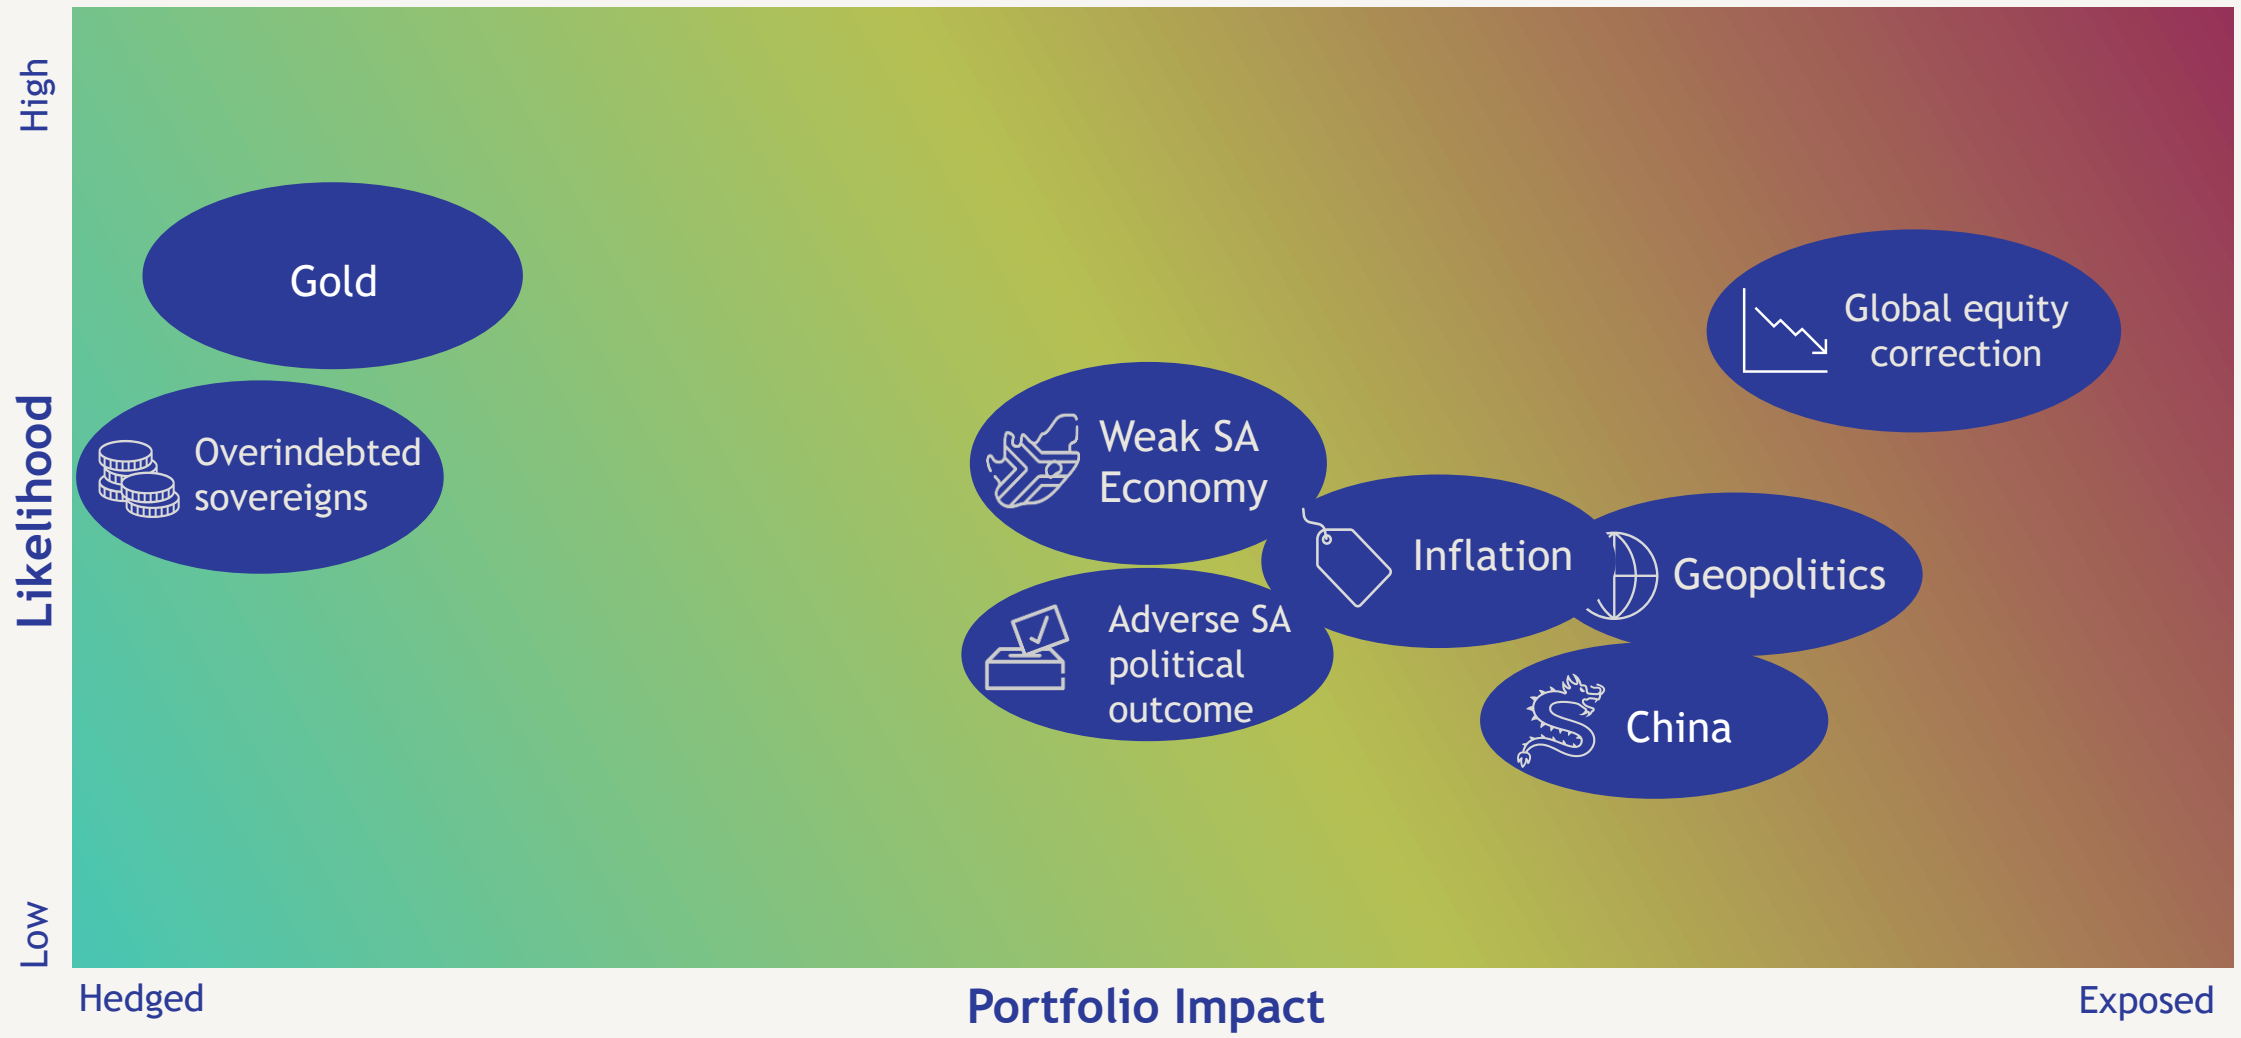 High
Likelihood
Low
Gold
Overindebted
sovereigns
Weak SA
Economy
Adverse SA
political
outcome
Inflation
Geopolitics
China
Global equity
correction
Hedged
Portfolio Impact
Exposed